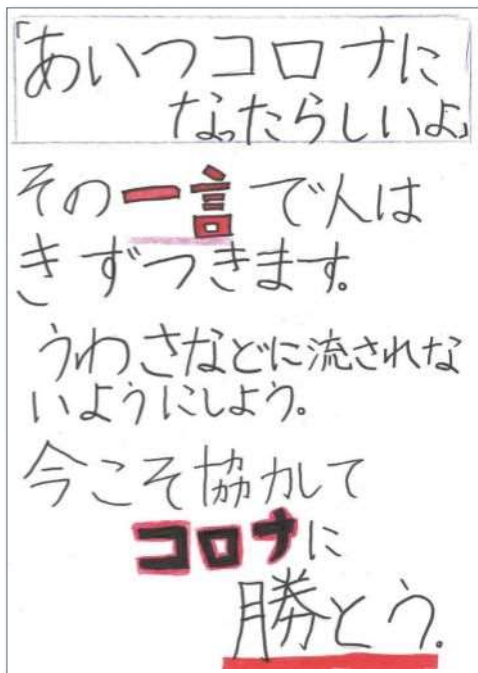 「あいつコロナに
なったらしいよ」
その一言で人は
きずつきます。
うわさなどに流されな
いようにしよう。
今こそ協力して
コロナに
勝とう。